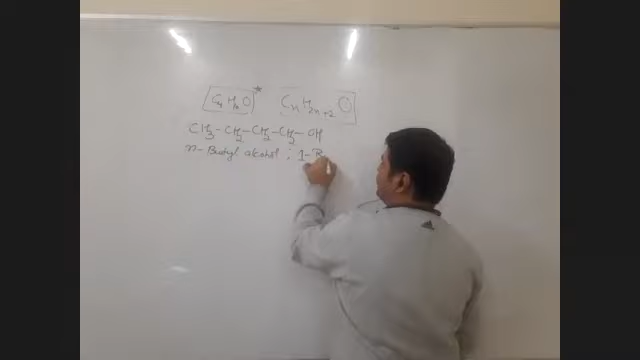 C₄H₁₀O * CₙH₂ₙ₊₂O
CH₃-CH₂-CH₂-CH₂-OH
n-Butyl alcohol ; 1-B